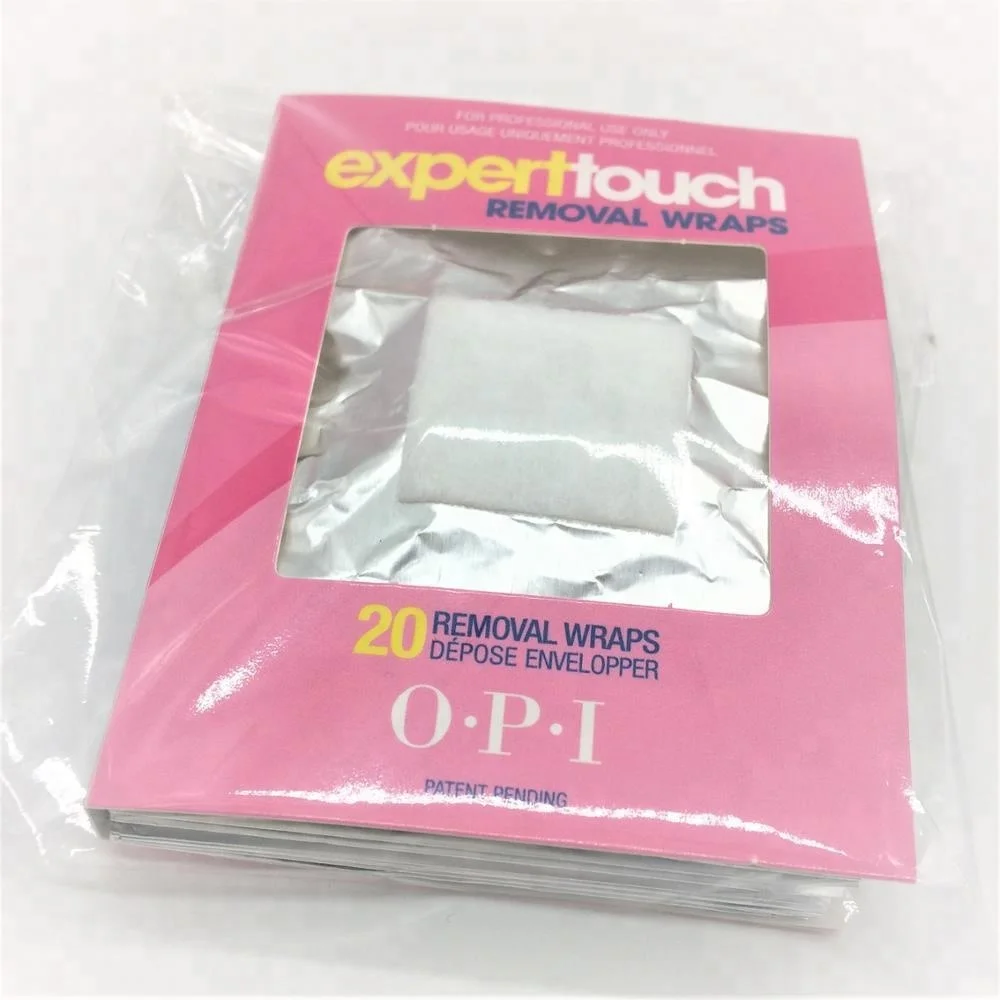 FOR PROFESSIONAL USE ONLY
POUR USAGE UNIQUEMENT PROFESSIONNEL
experttouch
REMOVAL WRAPS
20 REMOVAL WRAPS
DÉPOSE ENVELOPPER
O·P·I
PATENT PENDING